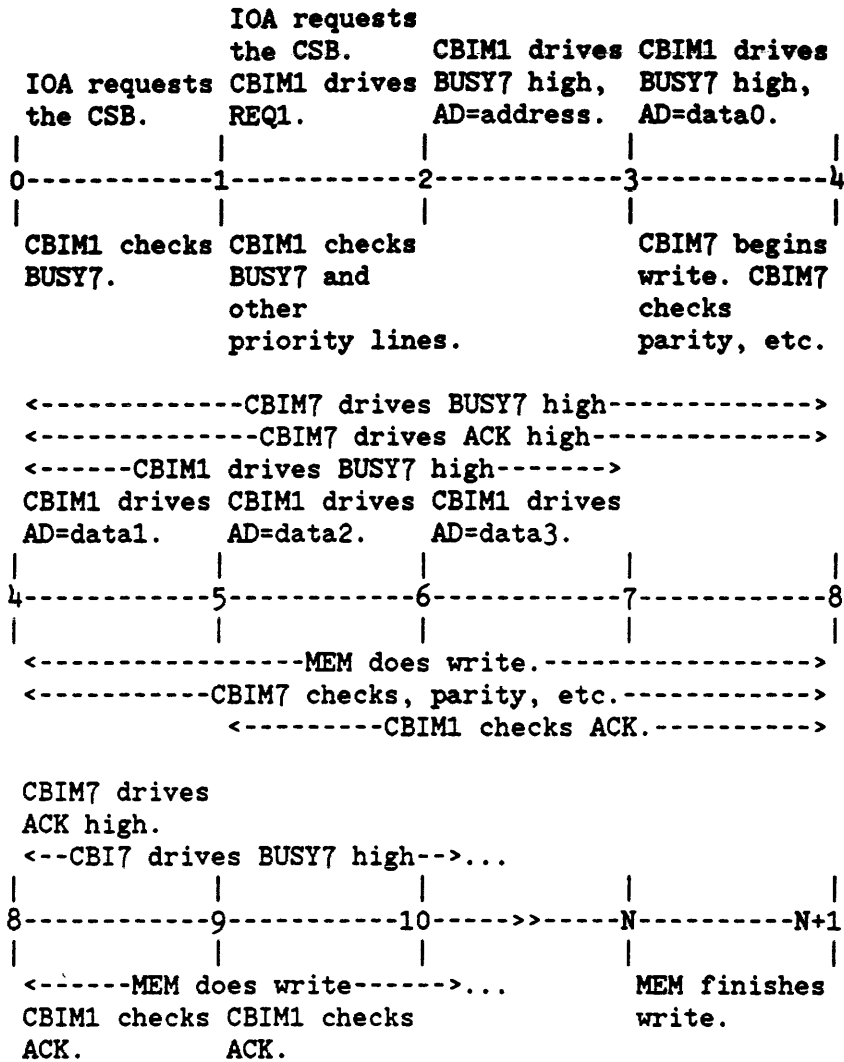 IOA requests
the CSB. CBIM1 drives CBIM1 drives
IOA requests CBIM1 drives BUSY7 high, BUSY7 high,
the CSB. REQ1. AD=address. AD=data0.
| | | | |
0------------1------------2------------3------------4
| | | | |
CBIM1 checks CBIM1 checks CBIM7 begins
BUSY7. BUSY7 and write. CBIM7
other checks
priority lines. parity, etc.
<-------------CBIM7 drives BUSY7 high------------->
<--------------CBIM7 drives ACK high-------------->
<------CBIM1 drives BUSY7 high------->
CBIM1 drives CBIM1 drives CBIM1 drives
AD=data1. AD=data2. AD=data3.
| | | | |
4------------5------------6------------7------------8
| | | | |
<-----------------MEM does write.----------------->
<-----------CBIM7 checks, parity, etc.------------>
<---------CBIM1 checks ACK.---------->
CBIM7 drives
ACK high.
<--CBI7 drives BUSY7 high-->...
| | | | |
8------------9-----------10----->>-----N----------N+1
| | | | |
<------MEM does write------>... MEM finishes
CBIM1 checks CBIM1 checks write.
ACK. ACK.